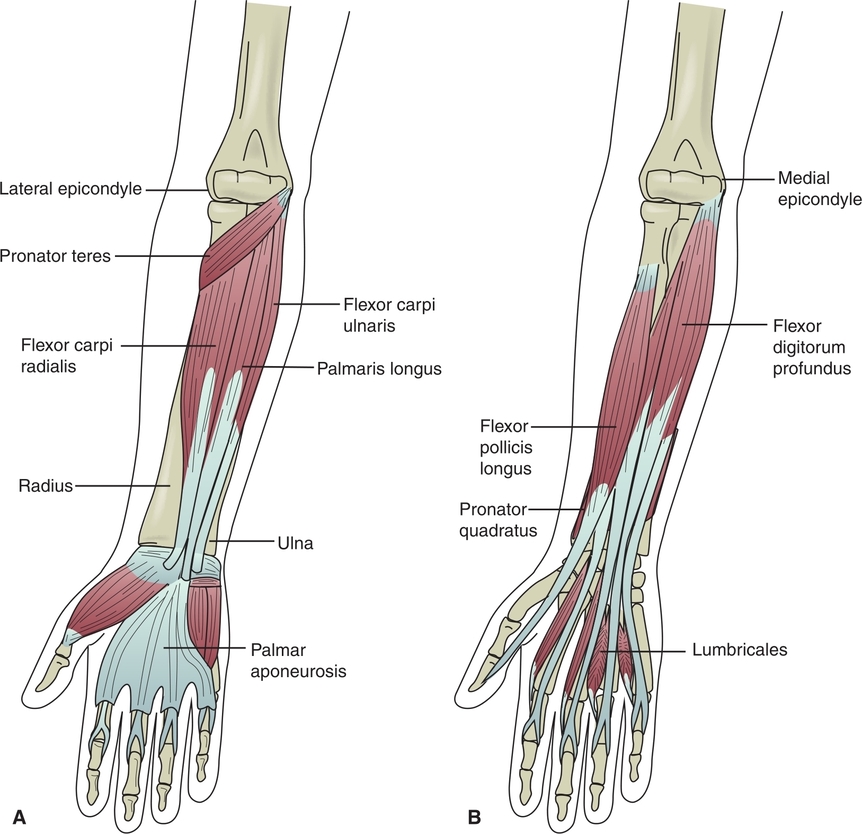 Lateral epicondyle
Pronator teres
Flexor carpi
radialis
Radius
Flexor carpi
ulnaris
Palmaris longus
Ulna
Palmar
aponeurosis
A
Medial
epicondyle
Flexor
digitorum
profundus
Flexor
pollicis
longus
Pronator
quadratus
Lumbricales
B